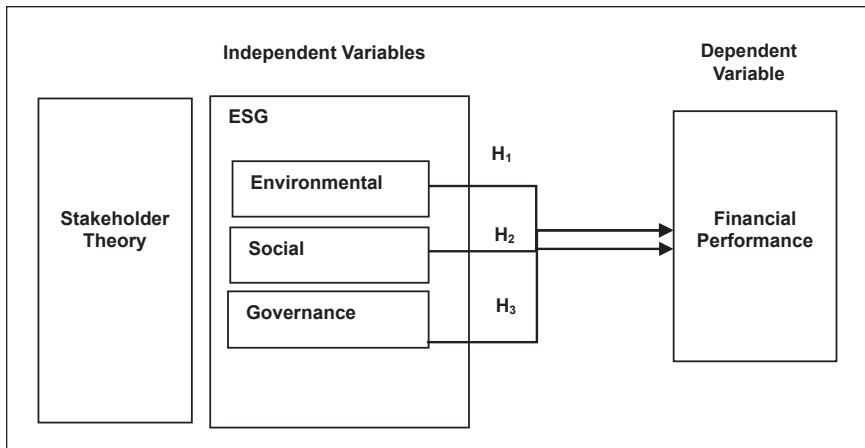 Independent Variables
Dependent
Variable
Stakeholder
Theory
ESG
Environmental
Social
Governance
H₁
H₂
H₃
Financial
Performance